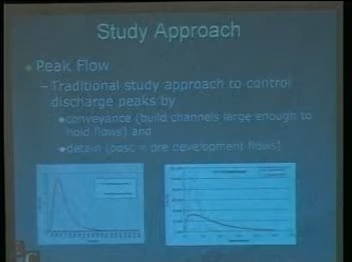 Study Approach
Peak Flow
– Traditional study approach to control
discharge peaks by
conveyance (build channels large enough to
hold flows) and
detain (post = pre development flows)